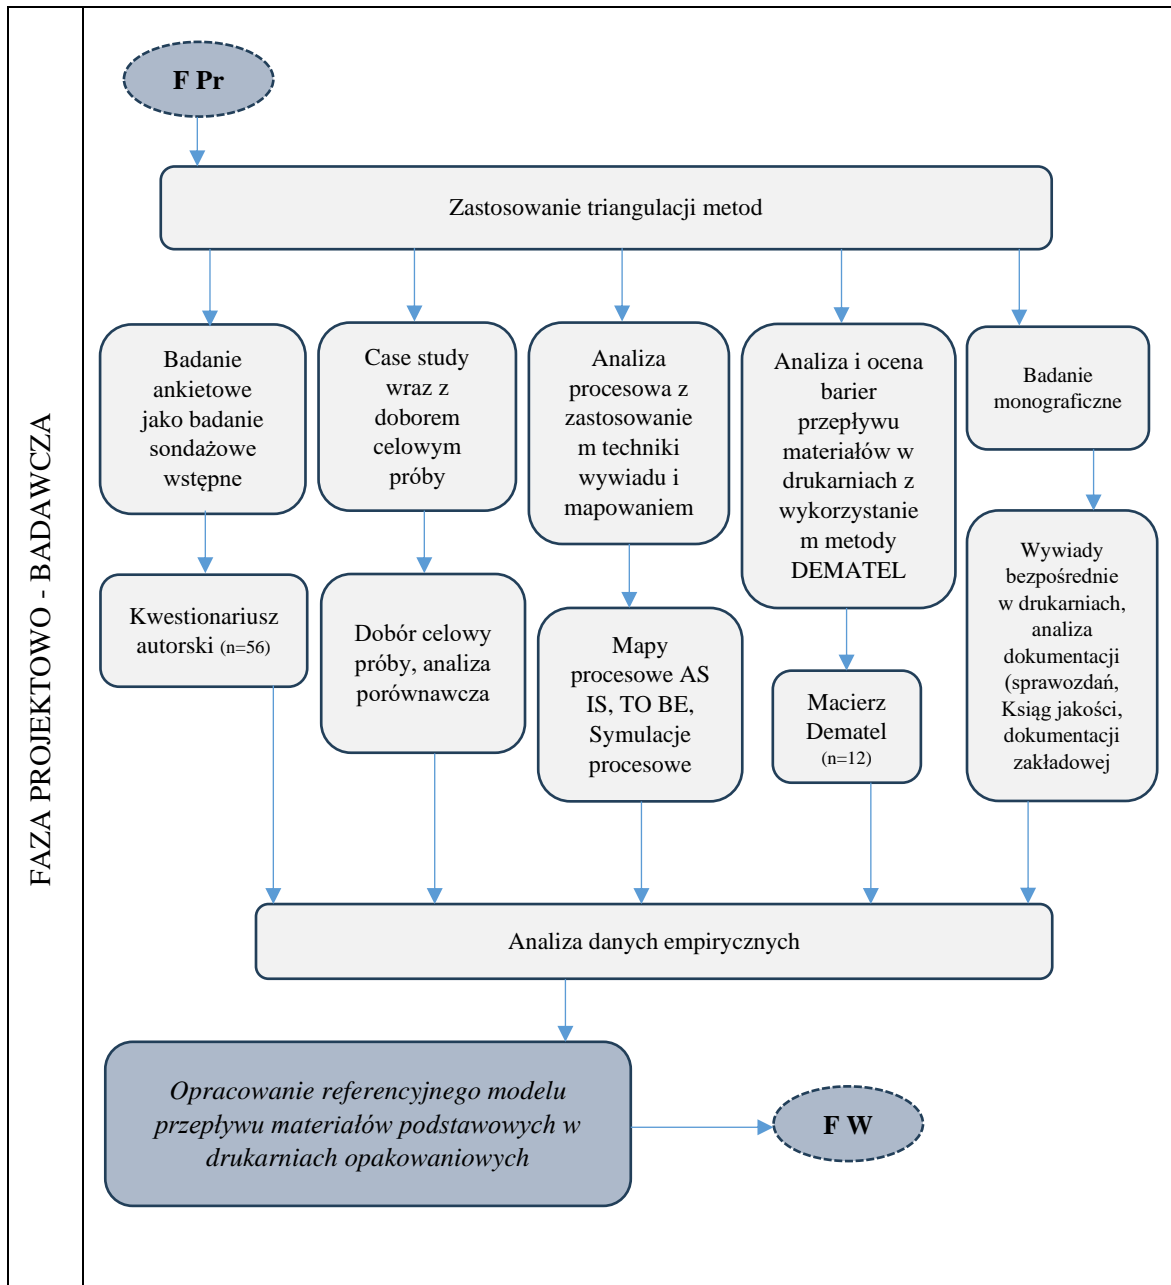 FAZA PROJEKTOWO - BADAWCZA
F Pr
Zastosowanie triangulacji metod
Badanie
ankietowe
jako badanie
sondażowe
wstępne
Case study
wraz z
doborem
celowym
próby
Analiza
procesowa z
zastosowanie
m techniki
wywiadu i
mapowaniem
Analiza i ocena
barier
przepływu
materiałów w
drukarniach z
wykorzystanie
m metody
DEMATEL
Badanie
monograficzne
Kwestionariusz
autorski (n=56)
Dobór celowy
próby, analiza
porównawcza
Mapy
procesowe AS
IS, TO BE,
Symulacje
procesowe
Macierz
Dematel
(n=12)
Wywiady
bezpośrednie
w drukarniach,
analiza
dokumentacji
(sprawozdań,
Ksiąg jakości,
dokumentacji
zakładowej
Analiza danych empirycznych
Opracowanie referencyjnego modelu
przepływu materiałów podstawowych w
drukarniach opakowaniowych
F W